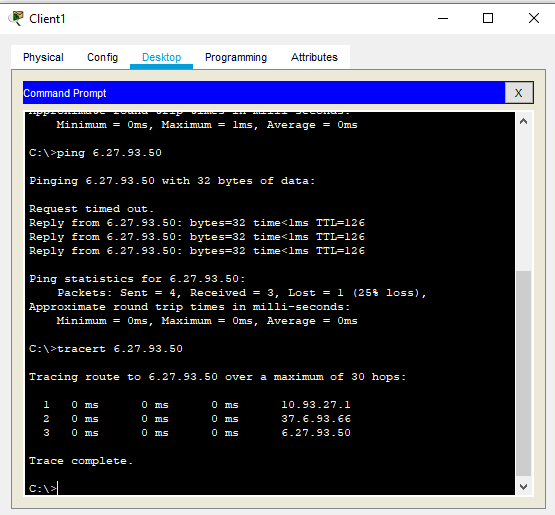 Client1
Physical Config Desktop Programming Attributes
Command Prompt X
Approximate round trip times in milli-seconds:
Minimum = 0ms, Maximum = 1ms, Average = 0ms
C:\>ping 6.27.93.50
Pinging 6.27.93.50 with 32 bytes of data:
Request timed out.
Reply from 6.27.93.50: bytes=32 time<1ms TTL=126
Reply from 6.27.93.50: bytes=32 time<1ms TTL=126
Reply from 6.27.93.50: bytes=32 time<1ms TTL=126
Ping statistics for 6.27.93.50:
Packets: Sent = 4, Received = 3, Lost = 1 (25% loss),
Approximate round trip times in milli-seconds:
Minimum = 0ms, Maximum = 0ms, Average = 0ms
C:\>tracert 6.27.93.50
Tracing route to 6.27.93.50 over a maximum of 30 hops:
1 0 ms 0 ms 0 ms 10.93.27.1
2 0 ms 0 ms 0 ms 37.6.93.66
3 0 ms 0 ms 0 ms 6.27.93.50
Trace complete.
C:\>